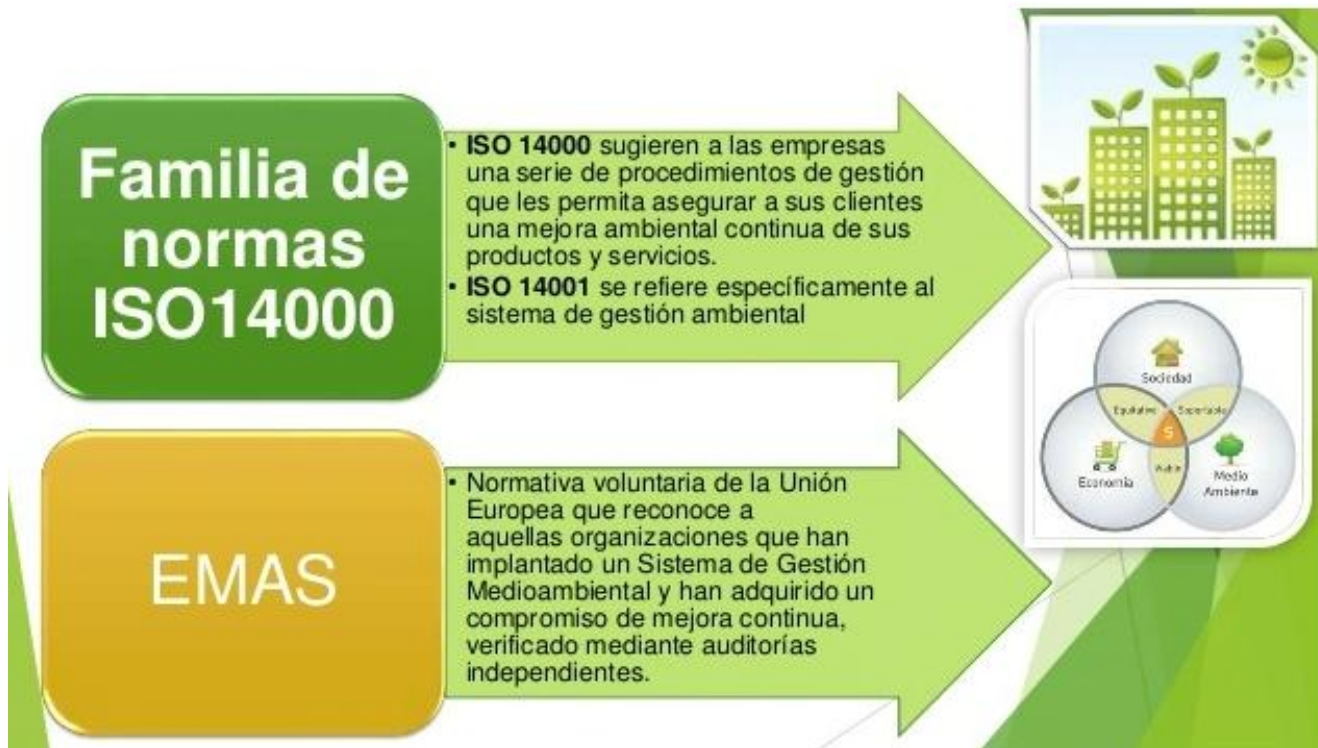 Familia de
normas
ISO14000
• ISO 14000 sugieren a las empresas
una serie de procedimientos de gestión
que les permita asegurar a sus clientes
una mejora ambiental continua de sus
productos y servicios.
• ISO 14001 se refiere específicamente al
sistema de gestión ambiental
Sociedad
Equitativo
Soportable
S
Economía
Viable
Medio
Ambiente
EMAS
• Normativa voluntaria de la Unión
Europea que reconoce a
aquellas organizaciones que han
implantado un Sistema de Gestión
Medioambiental y han adquirido un
compromiso de mejora continua,
verificado mediante auditorías
independientes.